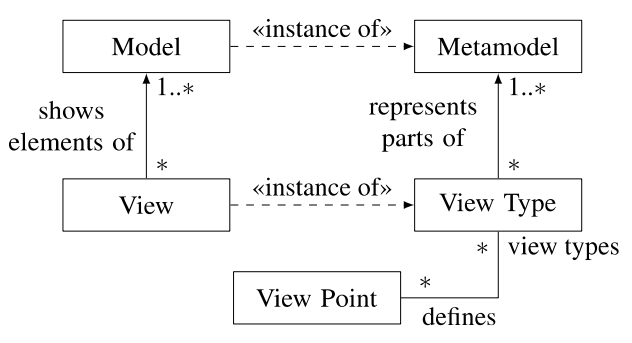 Model
«instance of»
Metamodel
1..*
1..*
shows
elements of
represents
parts of
*
*
View
«instance of»
View Type
*
view types
View Point
*
defines